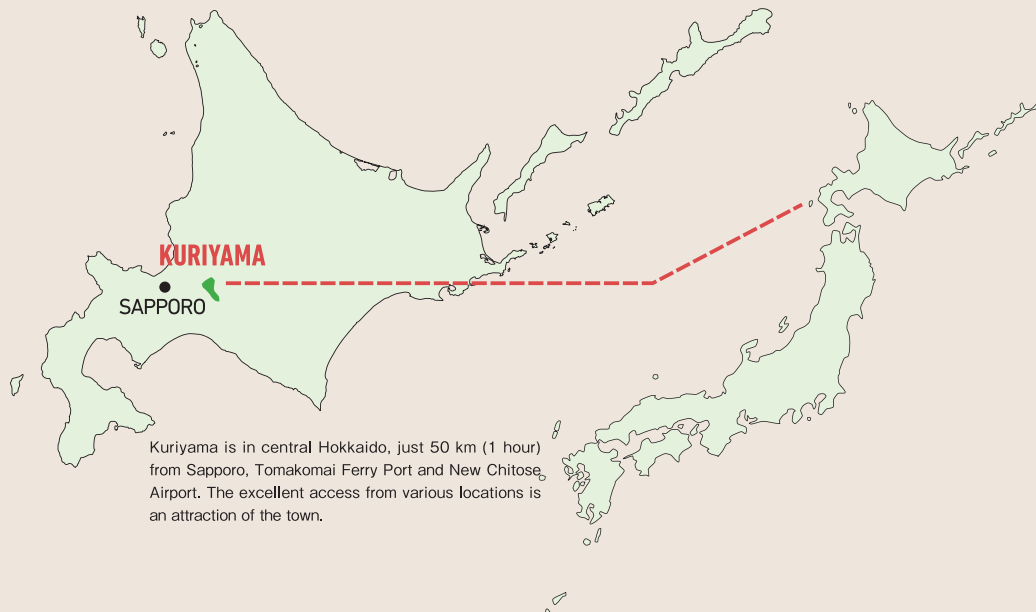 KURIYAMA
SAPPORO
Kuriyama is in central Hokkaido, just 50 km (1 hour)
from Sapporo, Tomakomai Ferry Port and New Chitose
Airport. The excellent access from various locations is
an attraction of the town.